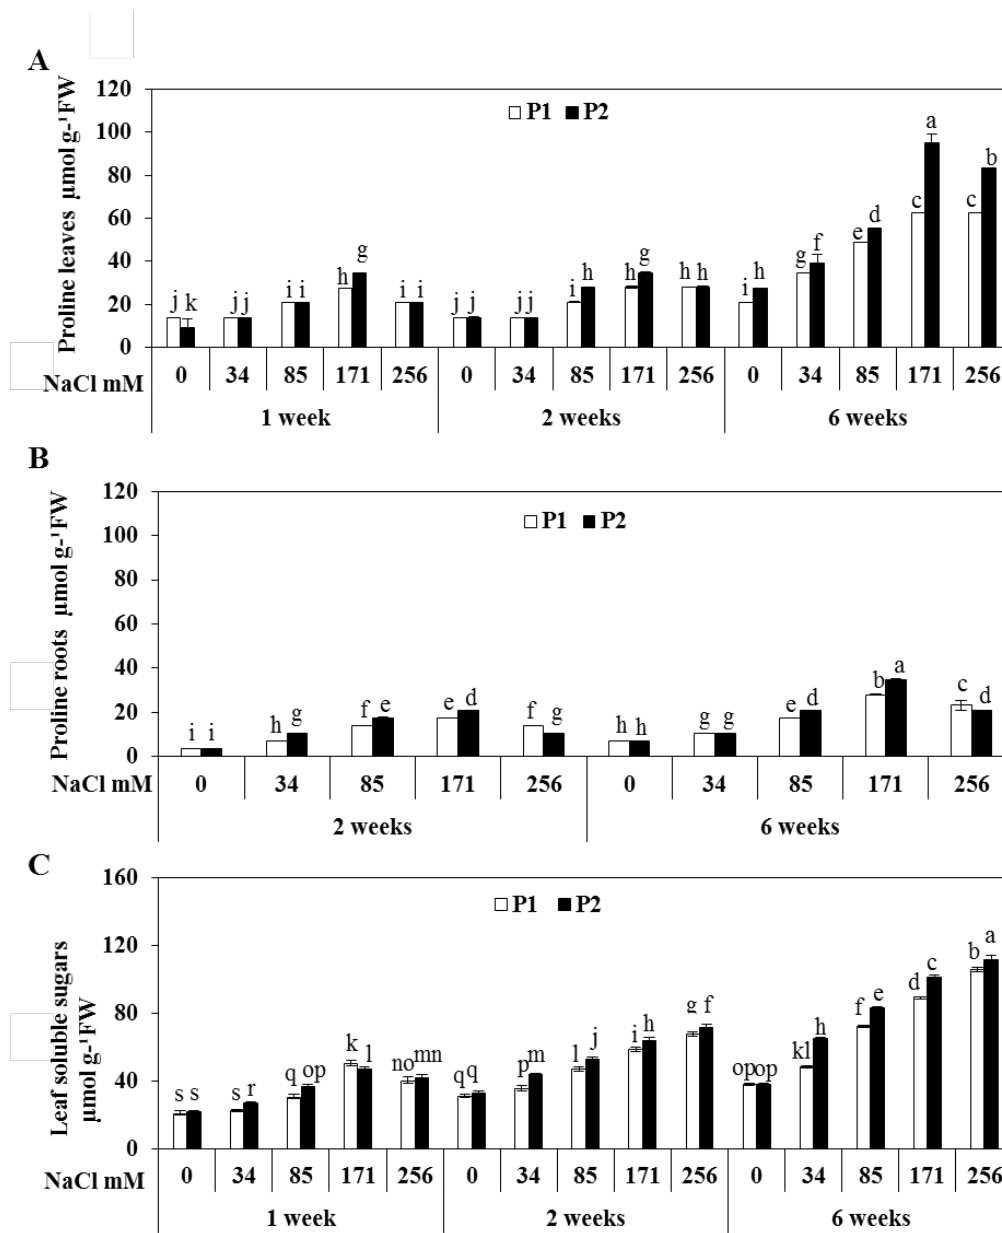 A
Proline leaves µmol g-¹FW
120
100
80
60
40
20
0
P1 P2
j k j j i i h g i i j j j j i h h g h h i h g f e d c a c b
NaCl mM 0 34 85 171 256 0 34 85 171 256 0 34 85 171 256
1 week 2 weeks 6 weeks
B
Proline roots µmol g-¹FW
120
100
80
60
40
20
0
P1 P2
i i h g f e e d f g h h g g e d b a c d
NaCl mM 0 34 85 171 256 0 34 85 171 256
2 weeks 6 weeks
C
Leaf soluble sugars
µmol g-¹FW
160
120
80
40
0
P1 P2
s s s r q op k l no mn q q p m l j i h g f op op kl h f e d c b a
NaCl mM 0 34 85 171 256 0 34 85 171 256 0 34 85 171 256
1 week 2 weeks 6 weeks